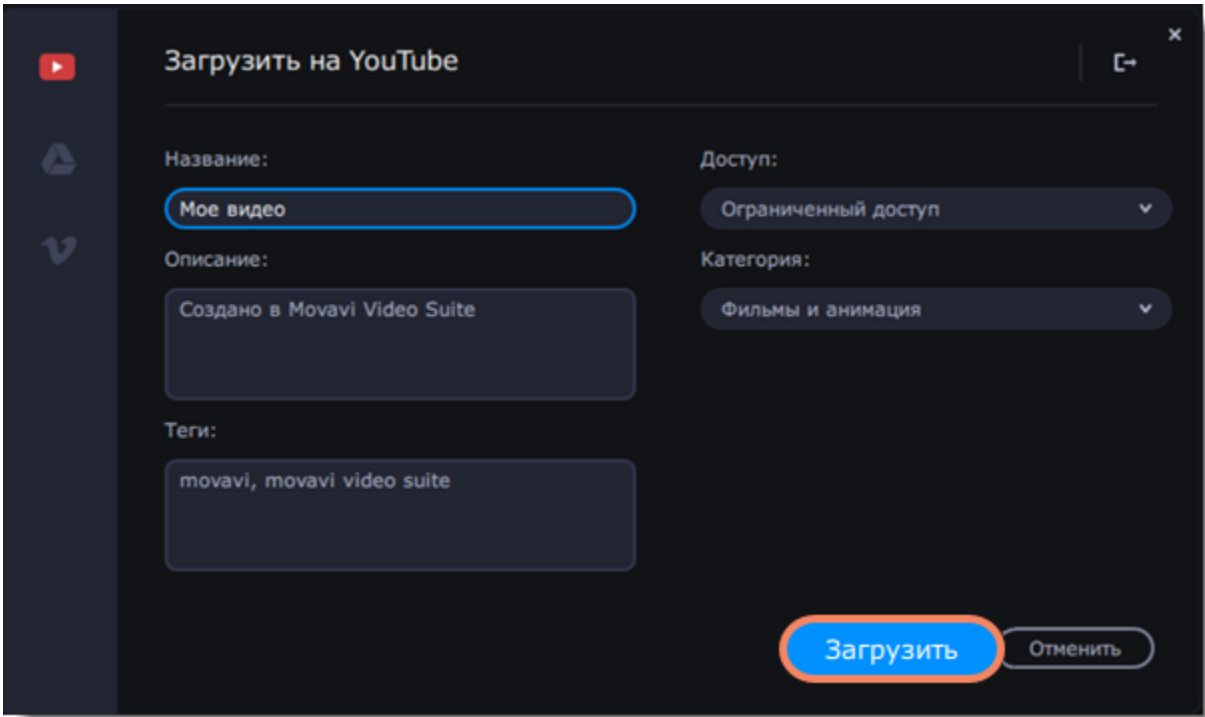 Загрузить на YouTube
Название:
Мое видео
Описание:
Создано в Movavi Video Suite
Теги:
movavi, movavi video suite
Доступ:
Ограниченный доступ
Категория:
Фильмы и анимация
Загрузить
Отменить